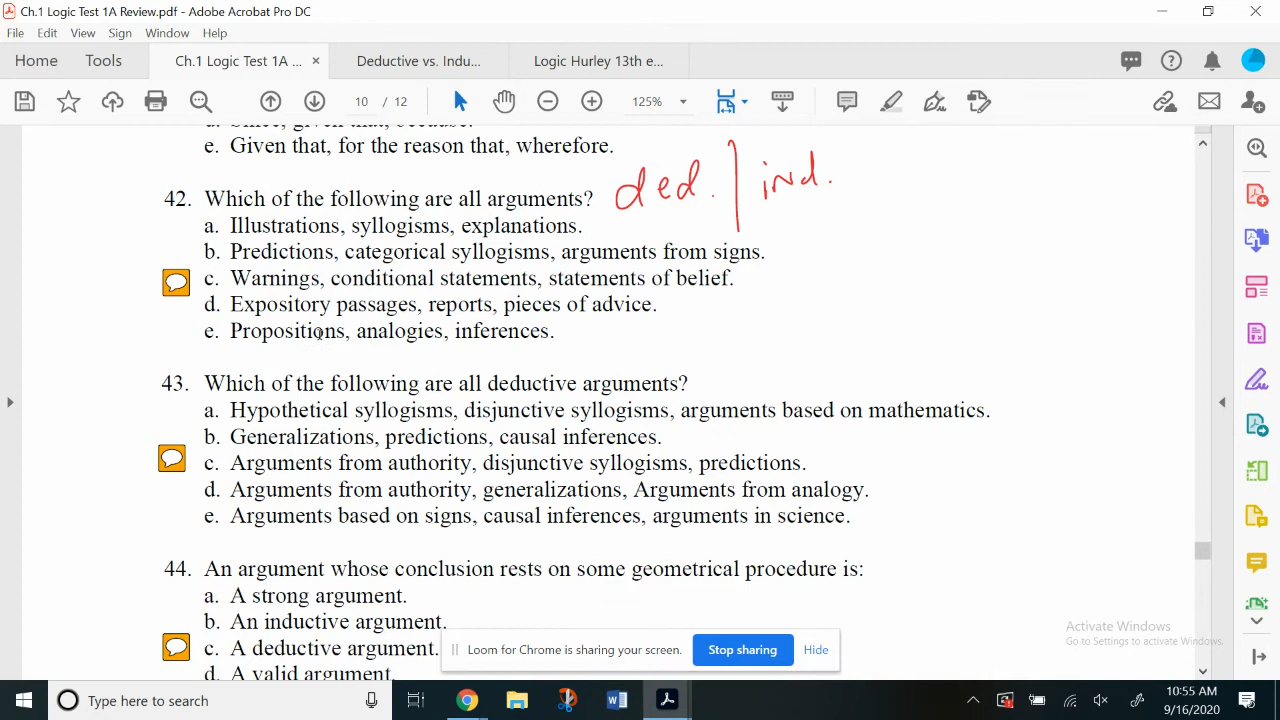 Ch.1 Logic Test 1A Review.pdf - Adobe Acrobat Pro DC
File Edit View Sign Window Help
Home Tools Ch.1 Logic Test 1A ... × Deductive vs. Indu... Logic Hurley 13th e...
10 / 12 125%
e. Given that, for the reason that, wherefore.
ded. | ind.
42. Which of the following are all arguments?
a. Illustrations, syllogisms, explanations.
b. Predictions, categorical syllogisms, arguments from signs.
c. Warnings, conditional statements, statements of belief.
d. Expository passages, reports, pieces of advice.
e. Propositions, analogies, inferences.
43. Which of the following are all deductive arguments?
a. Hypothetical syllogisms, disjunctive syllogisms, arguments based on mathematics.
b. Generalizations, predictions, causal inferences.
c. Arguments from authority, disjunctive syllogisms, predictions.
d. Arguments from authority, generalizations, Arguments from analogy.
e. Arguments based on signs, causal inferences, arguments in science.
44. An argument whose conclusion rests on some geometrical procedure is:
a. A strong argument.
b. An inductive argument.
c. A deductive argument.
d. A valid argument.
Loom for Chrome is sharing your screen. Stop sharing Hide
Activate Windows
Go to Settings to activate Windows.
Type here to search
10:55 AM
9/16/2020